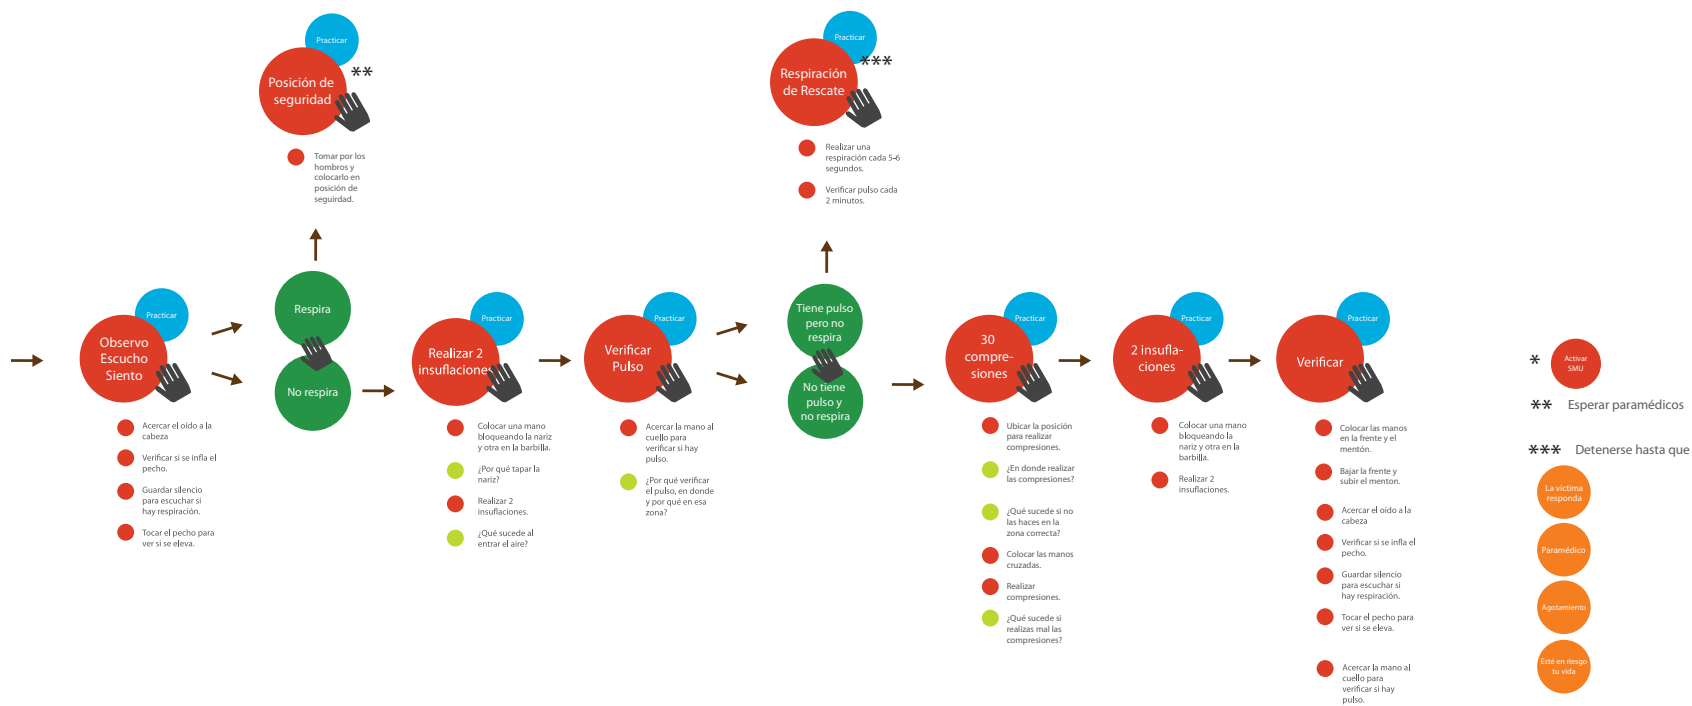 Practicar
Posición de
seguridad
**
Tomar por los
hombros y
colocarlo en
posición de
seguirdad.
Practicar
Respiración
de Rescate
***
Realizar una
respiración cada 5-6
segundos.
Verificar pulso cada
2 minutos.
Practicar
Observo
Escucho
Siento
Acercar el oído a la
cabeza
Verificar si se infla el
pecho.
Guardar silencio
para escuchar si
hay respiración.
Tocar el pecho para
ver si se eleva.
Respira
No respira
Practicar
Realizar 2
insuflaciones
Colocar una mano
bloqueando la nariz
y otra en la barbilla.
¿Por qué tapar la
nariz?
Realizar 2
insuflaciones.
¿Qué sucede al
entrar el aire?
Practicar
Verificar
Pulso
Acercar la mano al
cuello para
verificar si hay
pulso.
¿Por qué verificar
el pulso, en donde
y por qué en esa
zona?
Tiene pulso
pero no
respira
No tiene
pulso y
no respira
Practicar
30
compre-
siones
Ubicar la posición
para realizar
compresiones.
¿En donde realizar
las compresiones?
¿Qué sucede si no
las haces en la
zona correcta?
Colocar las manos
cruzadas.
Realizar
compresiones.
¿Qué sucede si
realizas mal las
compresiones?
Practicar
2 insufla-
ciones
Colocar una mano
bloqueando la
nariz y otra en la
barbilla.
Realizar 2
insuflaciones.
Practicar
Verificar
Colocar las manos
en la frente y el
mentón.
Bajar la frente y
subir el menton.
Acercar el oído a la
cabeza
Verificar si se infla el
pecho.
Guardar silencio
para escuchar si
hay respiración.
Tocar el pecho para
ver si se eleva.
Acercar la mano al
cuello para
verificar si hay
pulso.
*
Activar
SMU
** Esperar paramédicos
*** Detenerse hasta que
La víctima
responda
Paramédico
Agotamiento
Esté en riesgo
tu vida